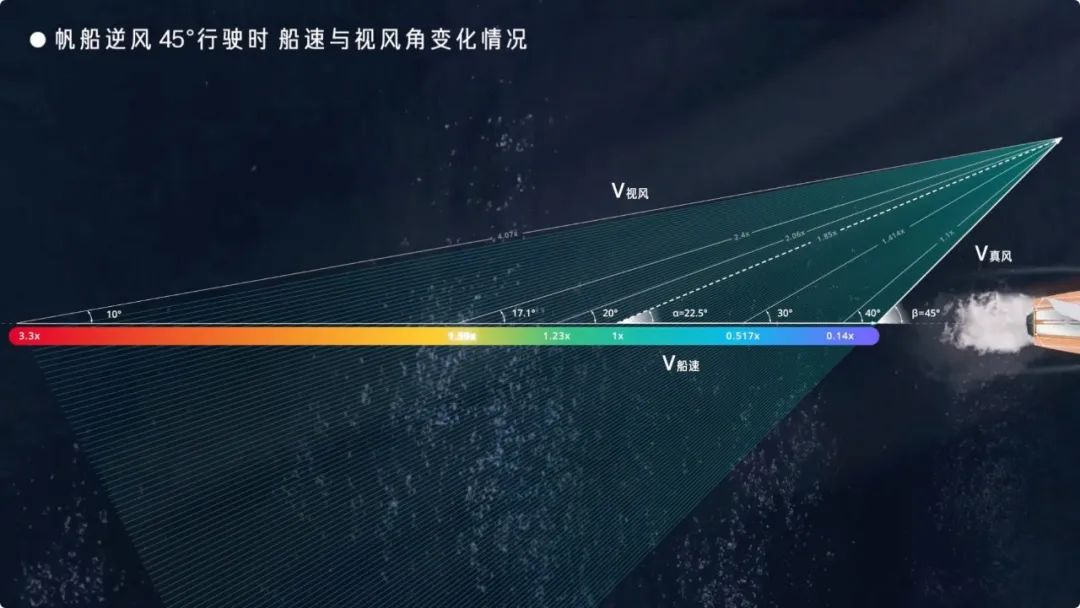 帆船逆风 45°行驶时 船速与视风角变化情况
V视风
4.07x
2.4x
2.06x
1.85x
1.414x
1.1x
V真风
10°
17.1°
20°
α=22.5°
30°
40°
β=45°
3.3x
1.23x
1x
0.517x
0.14x
V船速